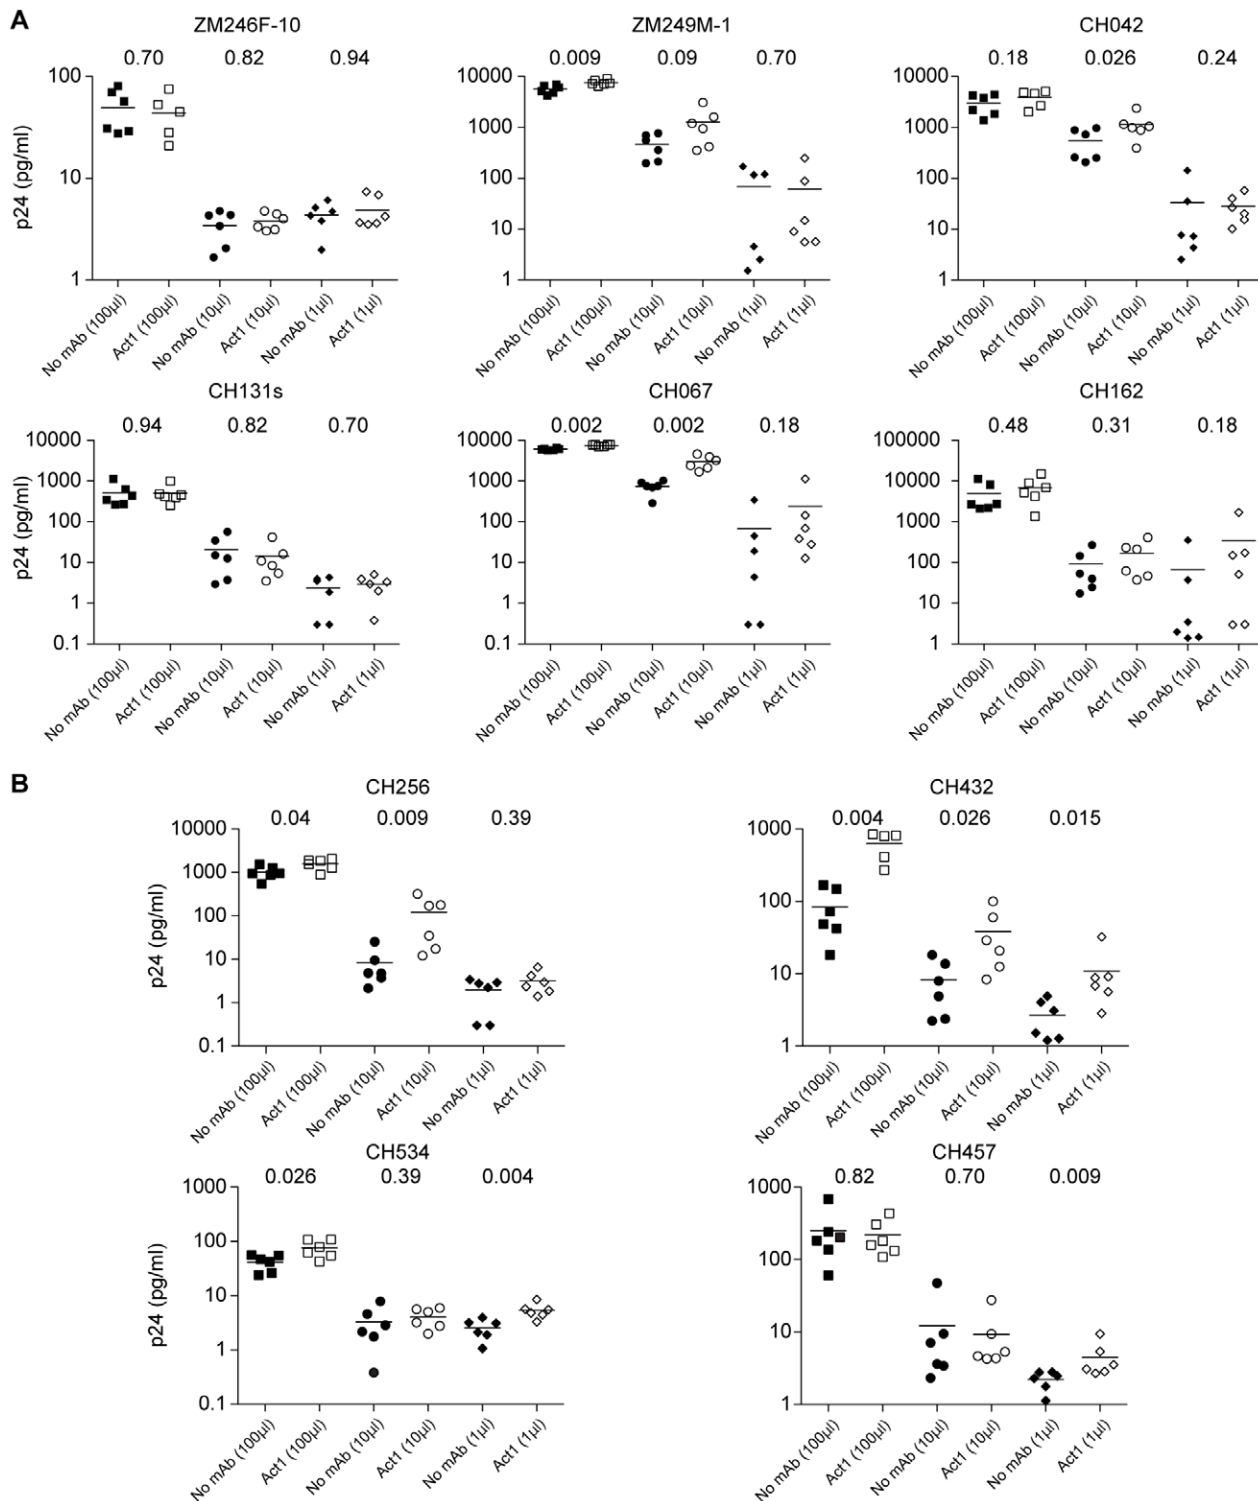 A
ZM246F-10
0.70 0.82 0.94
p24 (pg/ml)
100
10
1
No mAb (100µl)
Act1 (100µl)
No mAb (10µl)
Act1 (10µl)
No mAb (1µl)
Act1 (1µl)
ZM249M-1
0.009 0.09 0.70
10000
1000
100
10
1
No mAb (100µl)
Act1 (100µl)
No mAb (10µl)
Act1 (10µl)
No mAb (1µl)
Act1 (1µl)
CH042
0.18 0.026 0.24
10000
1000
100
10
1
No mAb (100µl)
Act1 (100µl)
No mAb (10µl)
Act1 (10µl)
No mAb (1µl)
Act1 (1µl)
CH131s
0.94 0.82 0.70
p24 (pg/ml)
10000
1000
100
10
1
0.1
No mAb (100µl)
Act1 (100µl)
No mAb (10µl)
Act1 (10µl)
No mAb (1µl)
Act1 (1µl)
CH067
0.002 0.002 0.18
10000
1000
100
10
1
0.1
No mAb (100µl)
Act1 (100µl)
No mAb (10µl)
Act1 (10µl)
No mAb (1µl)
Act1 (1µl)
CH162
0.48 0.31 0.18
100000
10000
1000
100
10
1
No mAb (100µl)
Act1 (100µl)
No mAb (10µl)
Act1 (10µl)
No mAb (1µl)
Act1 (1µl)
B
CH256
0.04 0.009 0.39
p24 (pg/ml)
10000
1000
100
10
1
0.1
No mAb (100µl)
Act1 (100µl)
No mAb (10µl)
Act1 (10µl)
No mAb (1µl)
Act1 (1µl)
CH432
0.004 0.026 0.015
1000
100
10
1
No mAb (100µl)
Act1 (100µl)
No mAb (10µl)
Act1 (10µl)
No mAb (1µl)
Act1 (1µl)
CH534
0.026 0.39 0.004
p24 (pg/ml)
1000
100
10
1
0.1
No mAb (100µl)
Act1 (100µl)
No mAb (10µl)
Act1 (10µl)
No mAb (1µl)
Act1 (1µl)
CH457
0.82 0.70 0.009
1000
100
10
1
No mAb (100µl)
Act1 (100µl)
No mAb (10µl)
Act1 (10µl)
No mAb (1µl)
Act1 (1µl)